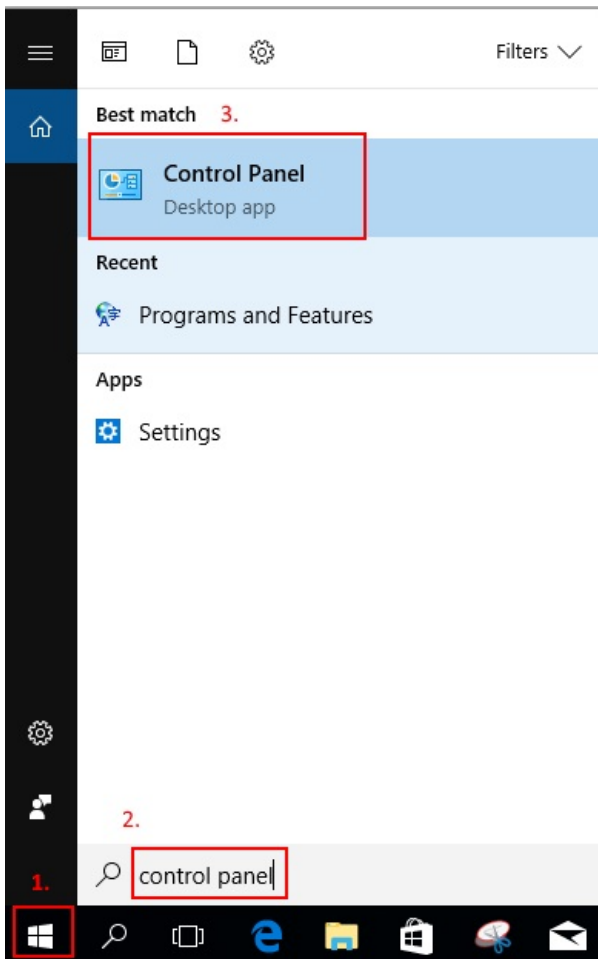 Filters
Best match 3.
Control Panel
Desktop app
Recent
Programs and Features
Apps
Settings
2.
1.
control panel